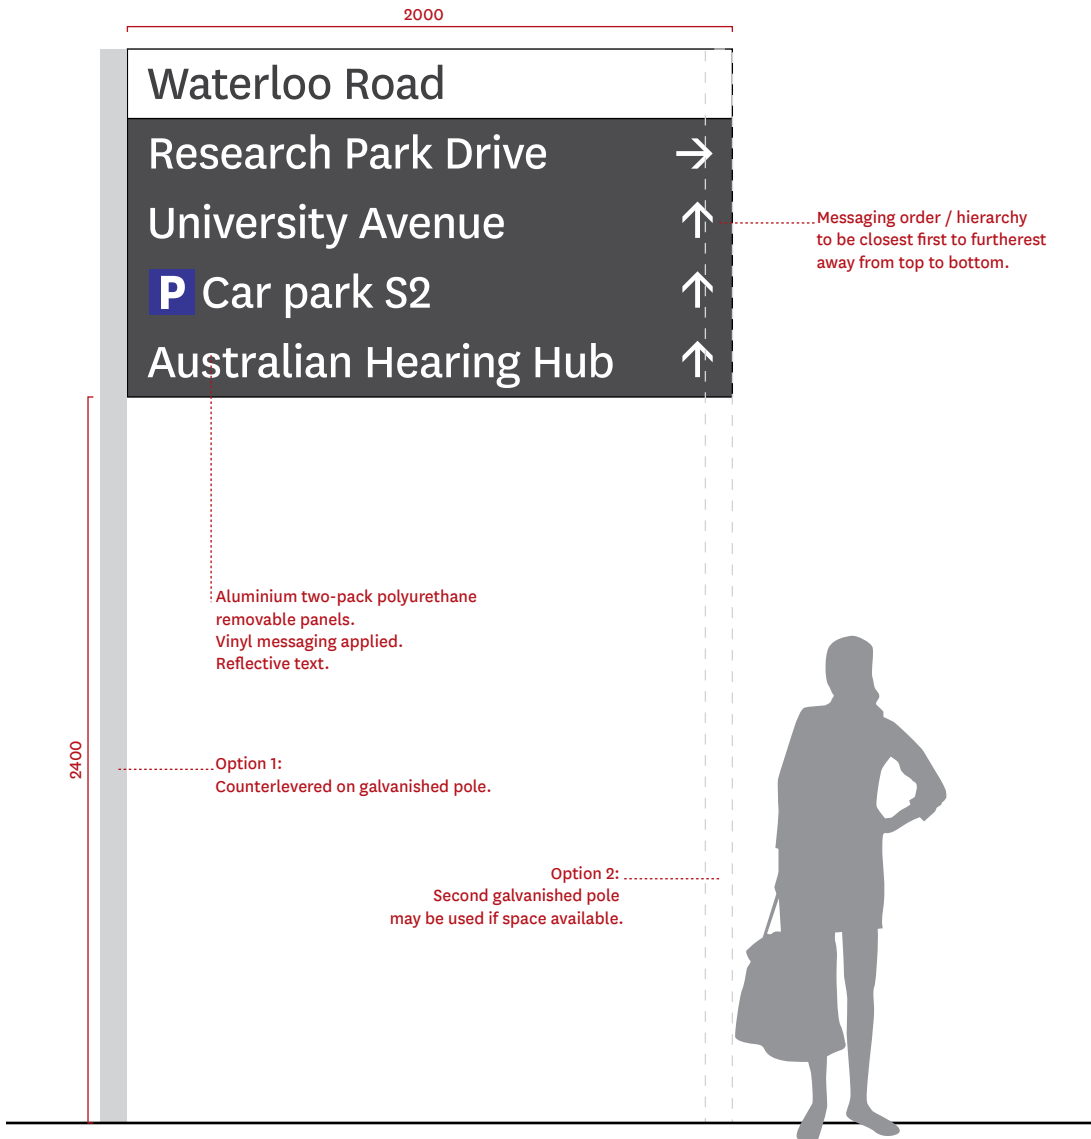 2000
Waterloo Road
Research Park Drive →
University Avenue ↑
P Car park S2 ↑
Australian Hearing Hub ↑
Messaging order / hierarchy
to be closest first to furtherest
away from top to bottom.
Aluminium two-pack polyurethane
removable panels.
Vinyl messaging applied.
Reflective text.
2400
Option 1:
Counterlevered on galvanished pole.
Option 2:
Second galvanished pole
may be used if space available.